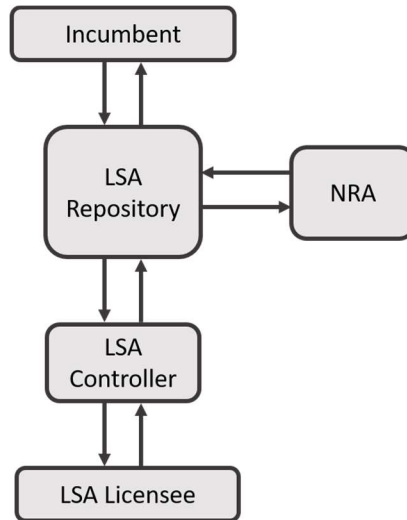 Incumbent
LSA
Repository
NRA
LSA
Controller
LSA Licensee